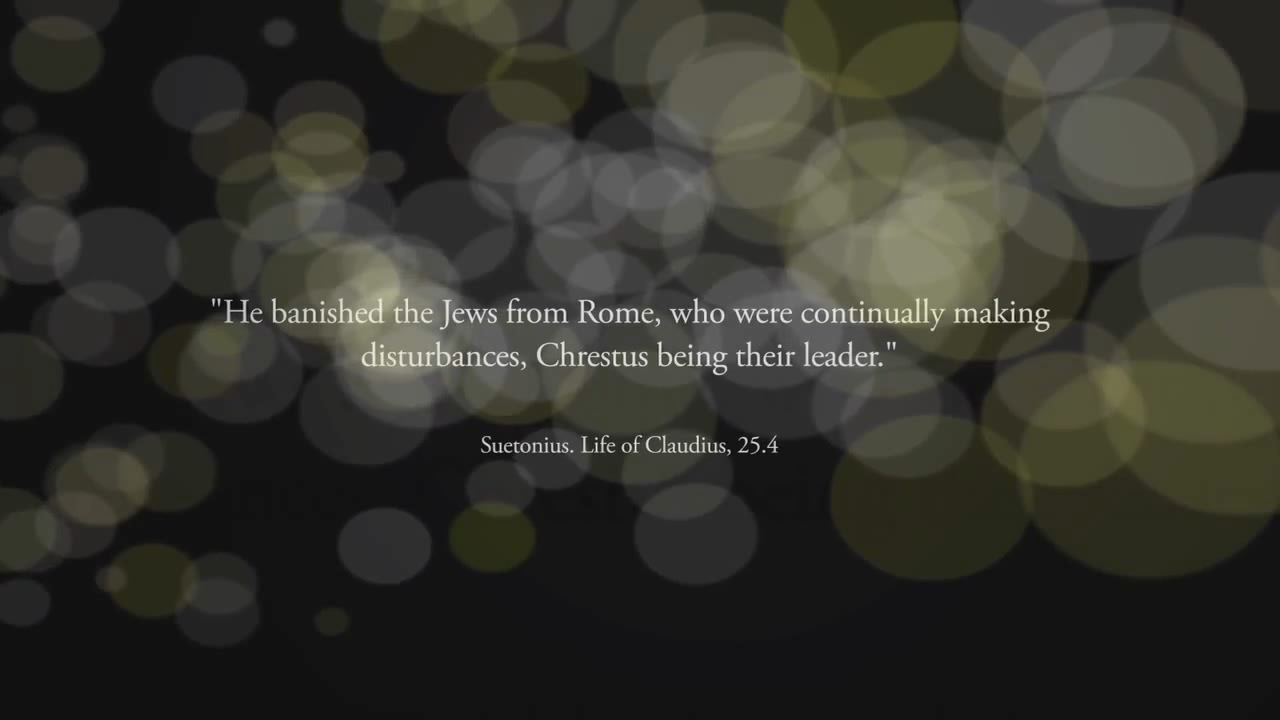 "He banished the Jews from Rome, who were continually making
disturbances, Chrestus being their leader."
Suetonius. Life of Claudius, 25.4